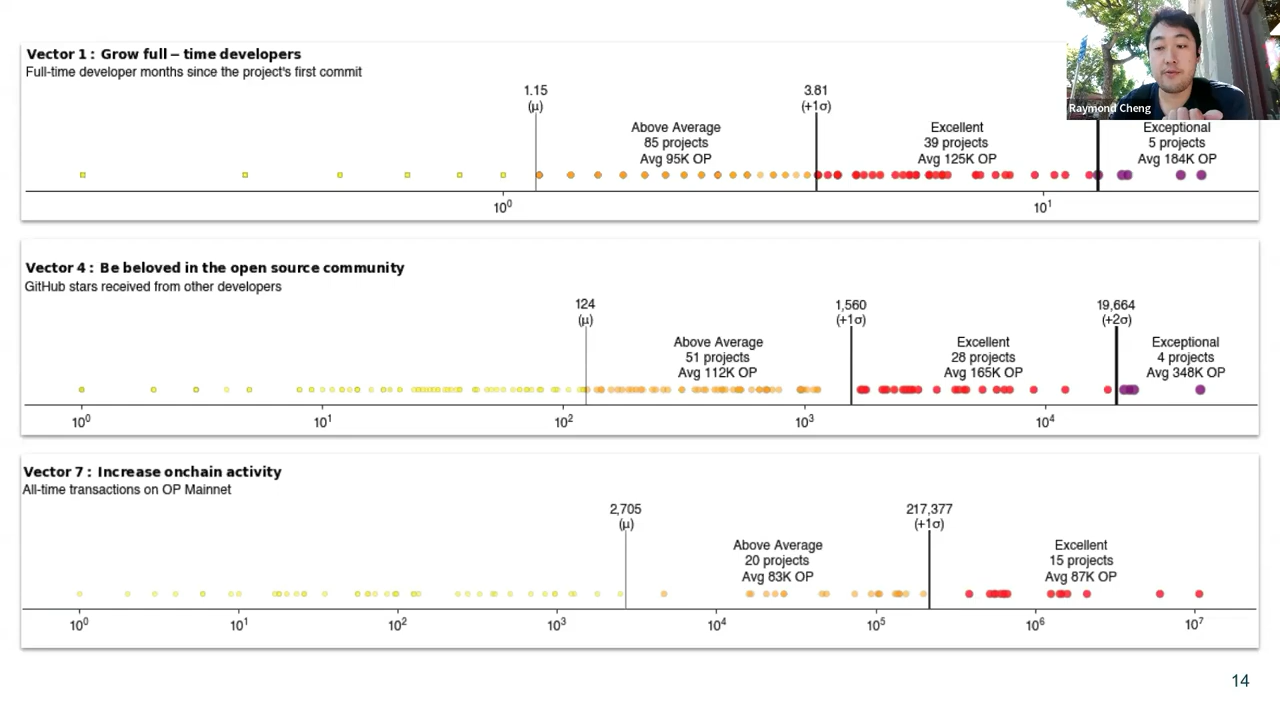 Vector 1 : Grow full – time developers
Full-time developer months since the project's first commit
1.15
(μ)
Above Average
85 projects
Avg 95K OP
3.81
(+1σ)
Excellent
39 projects
Avg 125K OP
Exceptional
5 projects
Avg 184K OP
10⁰
10¹
Raymond Cheng
Vector 4 : Be beloved in the open source community
GitHub stars received from other developers
124
(μ)
Above Average
51 projects
Avg 112K OP
1,560
(+1σ)
Excellent
28 projects
Avg 165K OP
19,664
(+2σ)
Exceptional
4 projects
Avg 348K OP
10⁰
10¹
10²
10³
10⁴
Vector 7 : Increase onchain activity
All-time transactions on OP Mainnet
2,705
(μ)
Above Average
20 projects
Avg 83K OP
217,377
(+1σ)
Excellent
15 projects
Avg 87K OP
10⁰
10¹
10²
10³
10⁴
10⁵
10⁶
10⁷
14